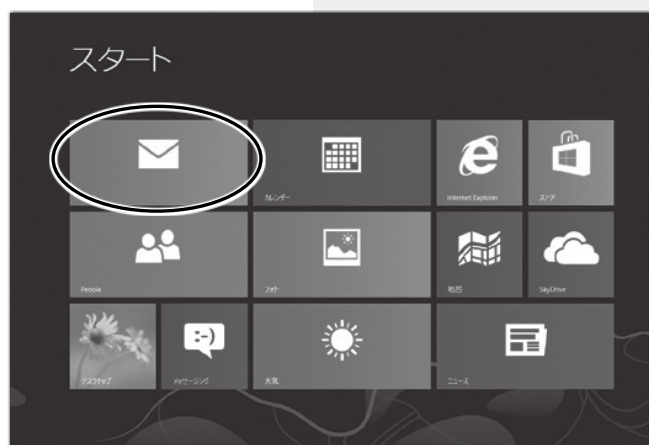 スタート
カレンダー
Internet Explorer
ストア
People
フォト
地図
SkyDrive
デスクトップ
メッセージング
天気
ニュース